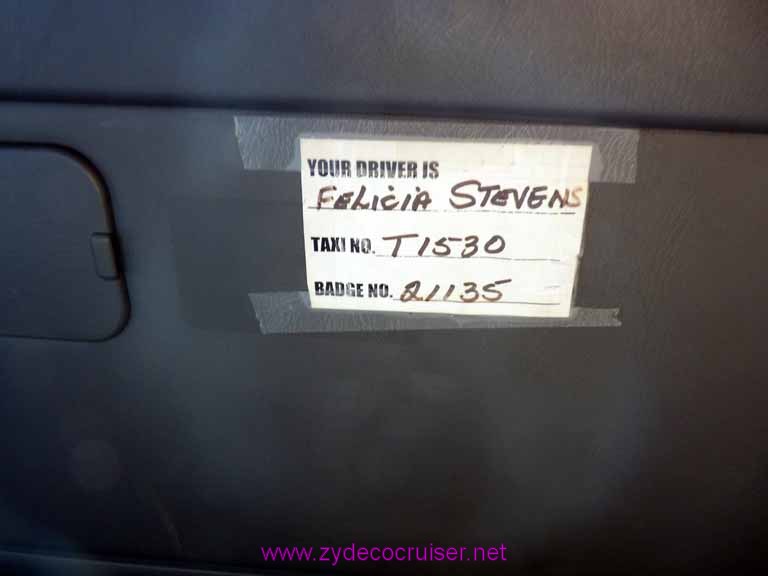 YOUR DRIVER IS
FELICIA STEVENS
TAXI NO. T1530
BADGE NO. 21135
www.zydecocruiser.net